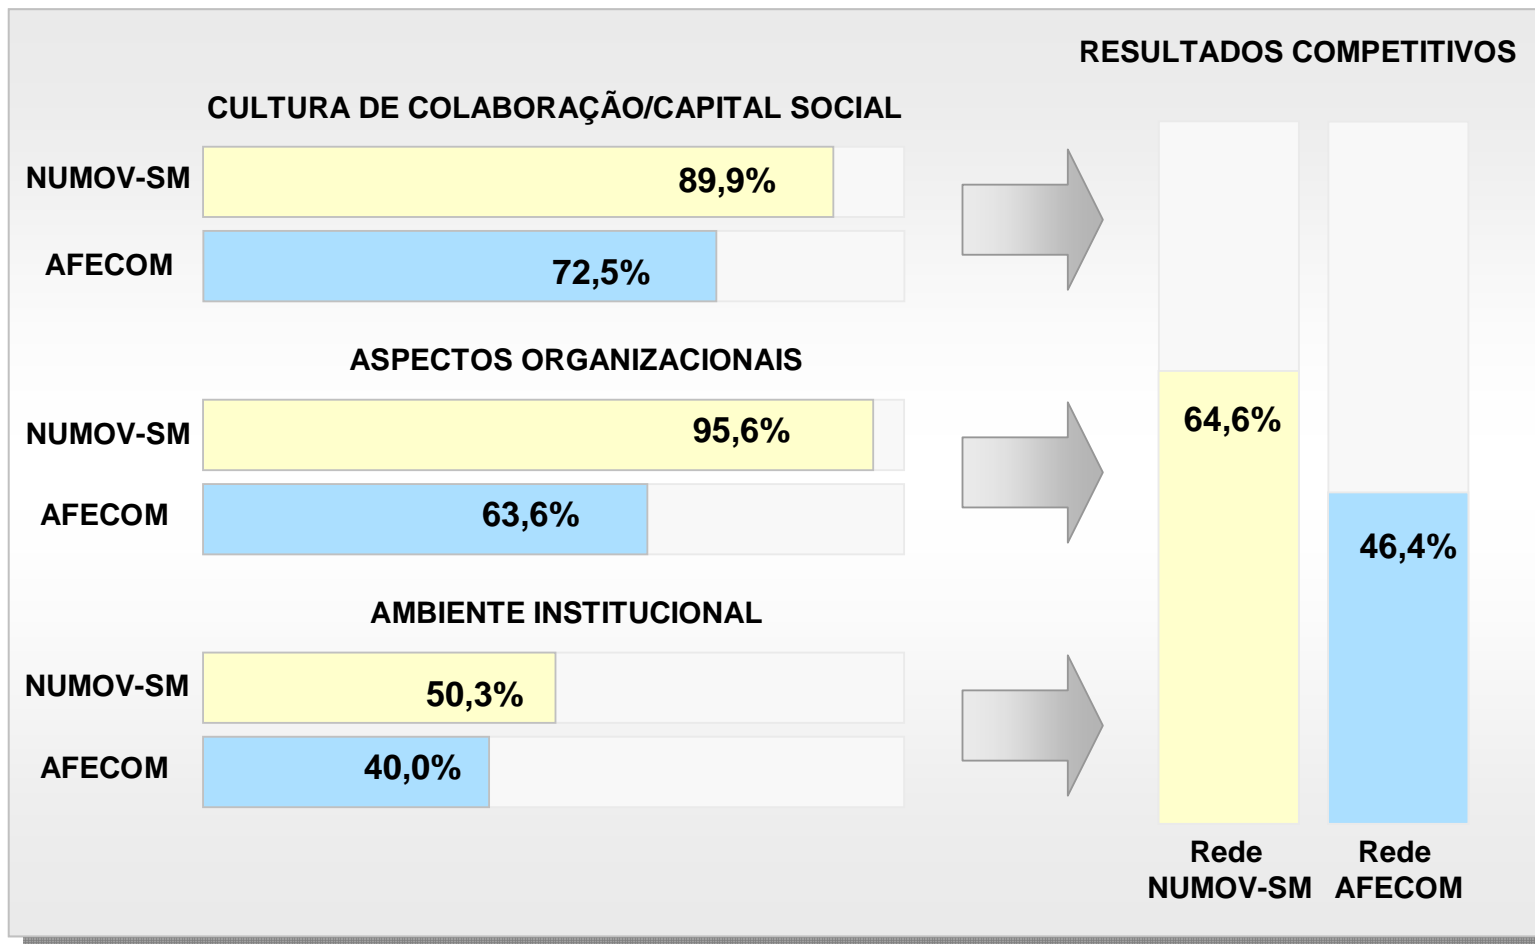 RESULTADOS COMPETITIVOS
CULTURA DE COLABORAÇÃO/CAPITAL SOCIAL
NUMOV-SM
89,9%
AFECOM
72,5%
ASPECTOS ORGANIZACIONAIS
NUMOV-SM
95,6%
AFECOM
63,6%
AMBIENTE INSTITUCIONAL
NUMOV-SM
50,3%
AFECOM
40,0%
64,6%
46,4%
Rede
NUMOV-SM
Rede
AFECOM